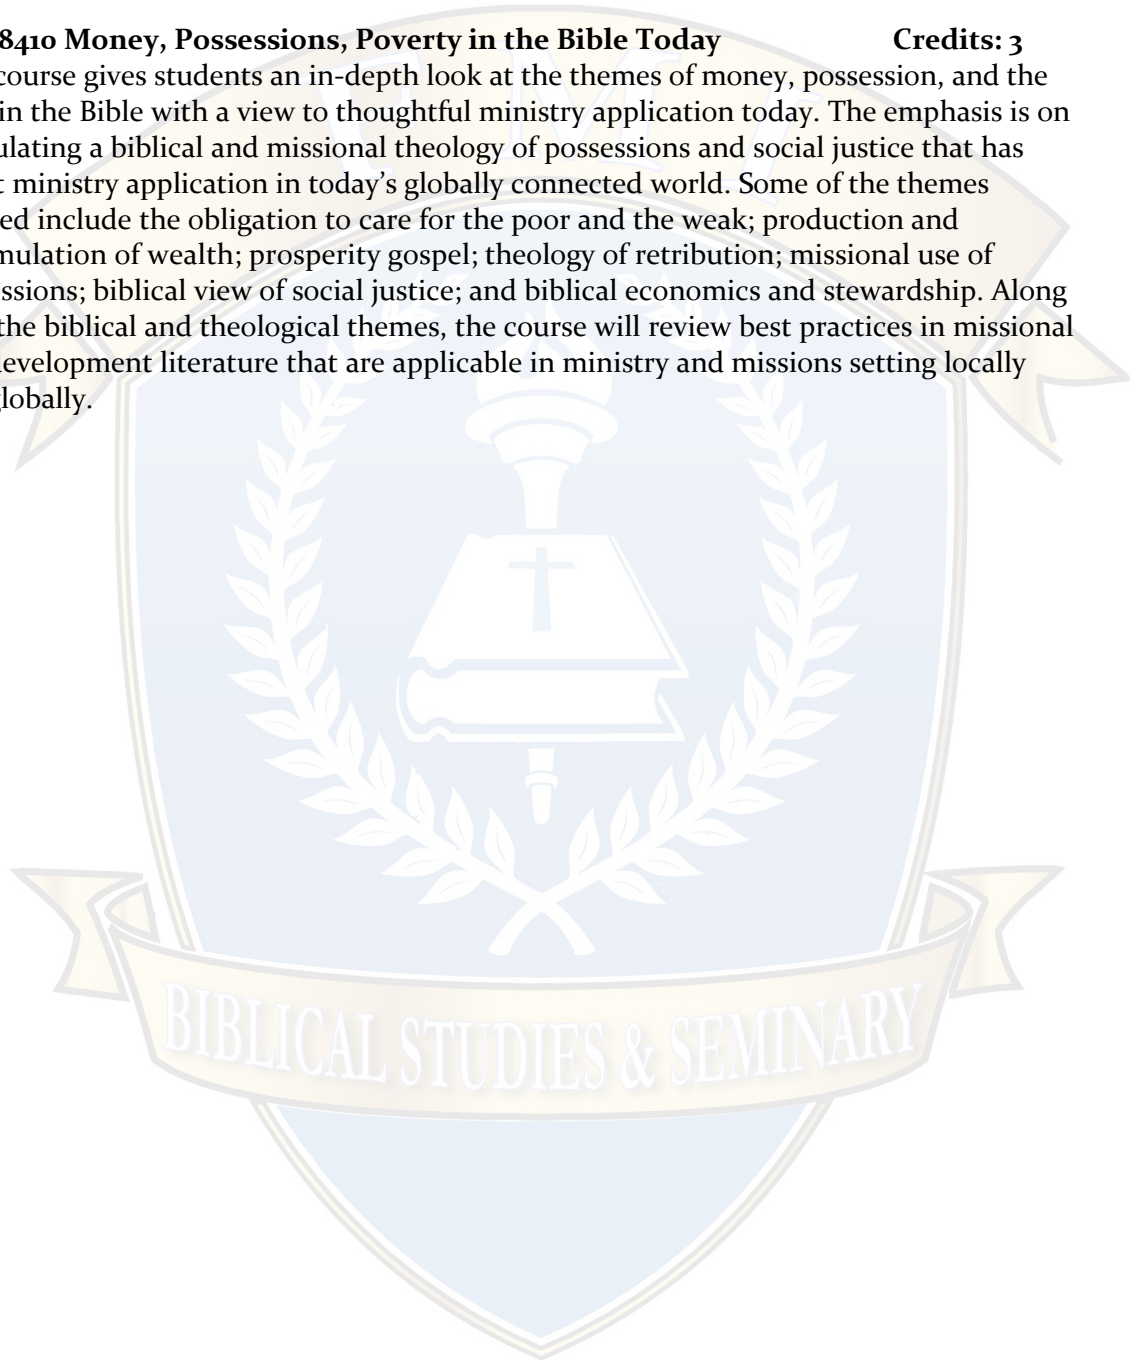 8410 Money, Possessions, Poverty in the Bible Today Credits: 3
course gives students an in-depth look at the themes of money, possession, and the
in the Bible with a view to thoughtful ministry application today. The emphasis is on
ulating a biblical and missional theology of possessions and social justice that has
t ministry application in today’s globally connected world. Some of the themes
ed include the obligation to care for the poor and the weak; production and
mulation of wealth; prosperity gospel; theology of retribution; missional use of
ssions; biblical view of social justice; and biblical economics and stewardship. Along
the biblical and theological themes, the course will review best practices in missional
development literature that are applicable in ministry and missions setting locally
globally.
FMI
BIBLICAL STUDIES & SEMINARY